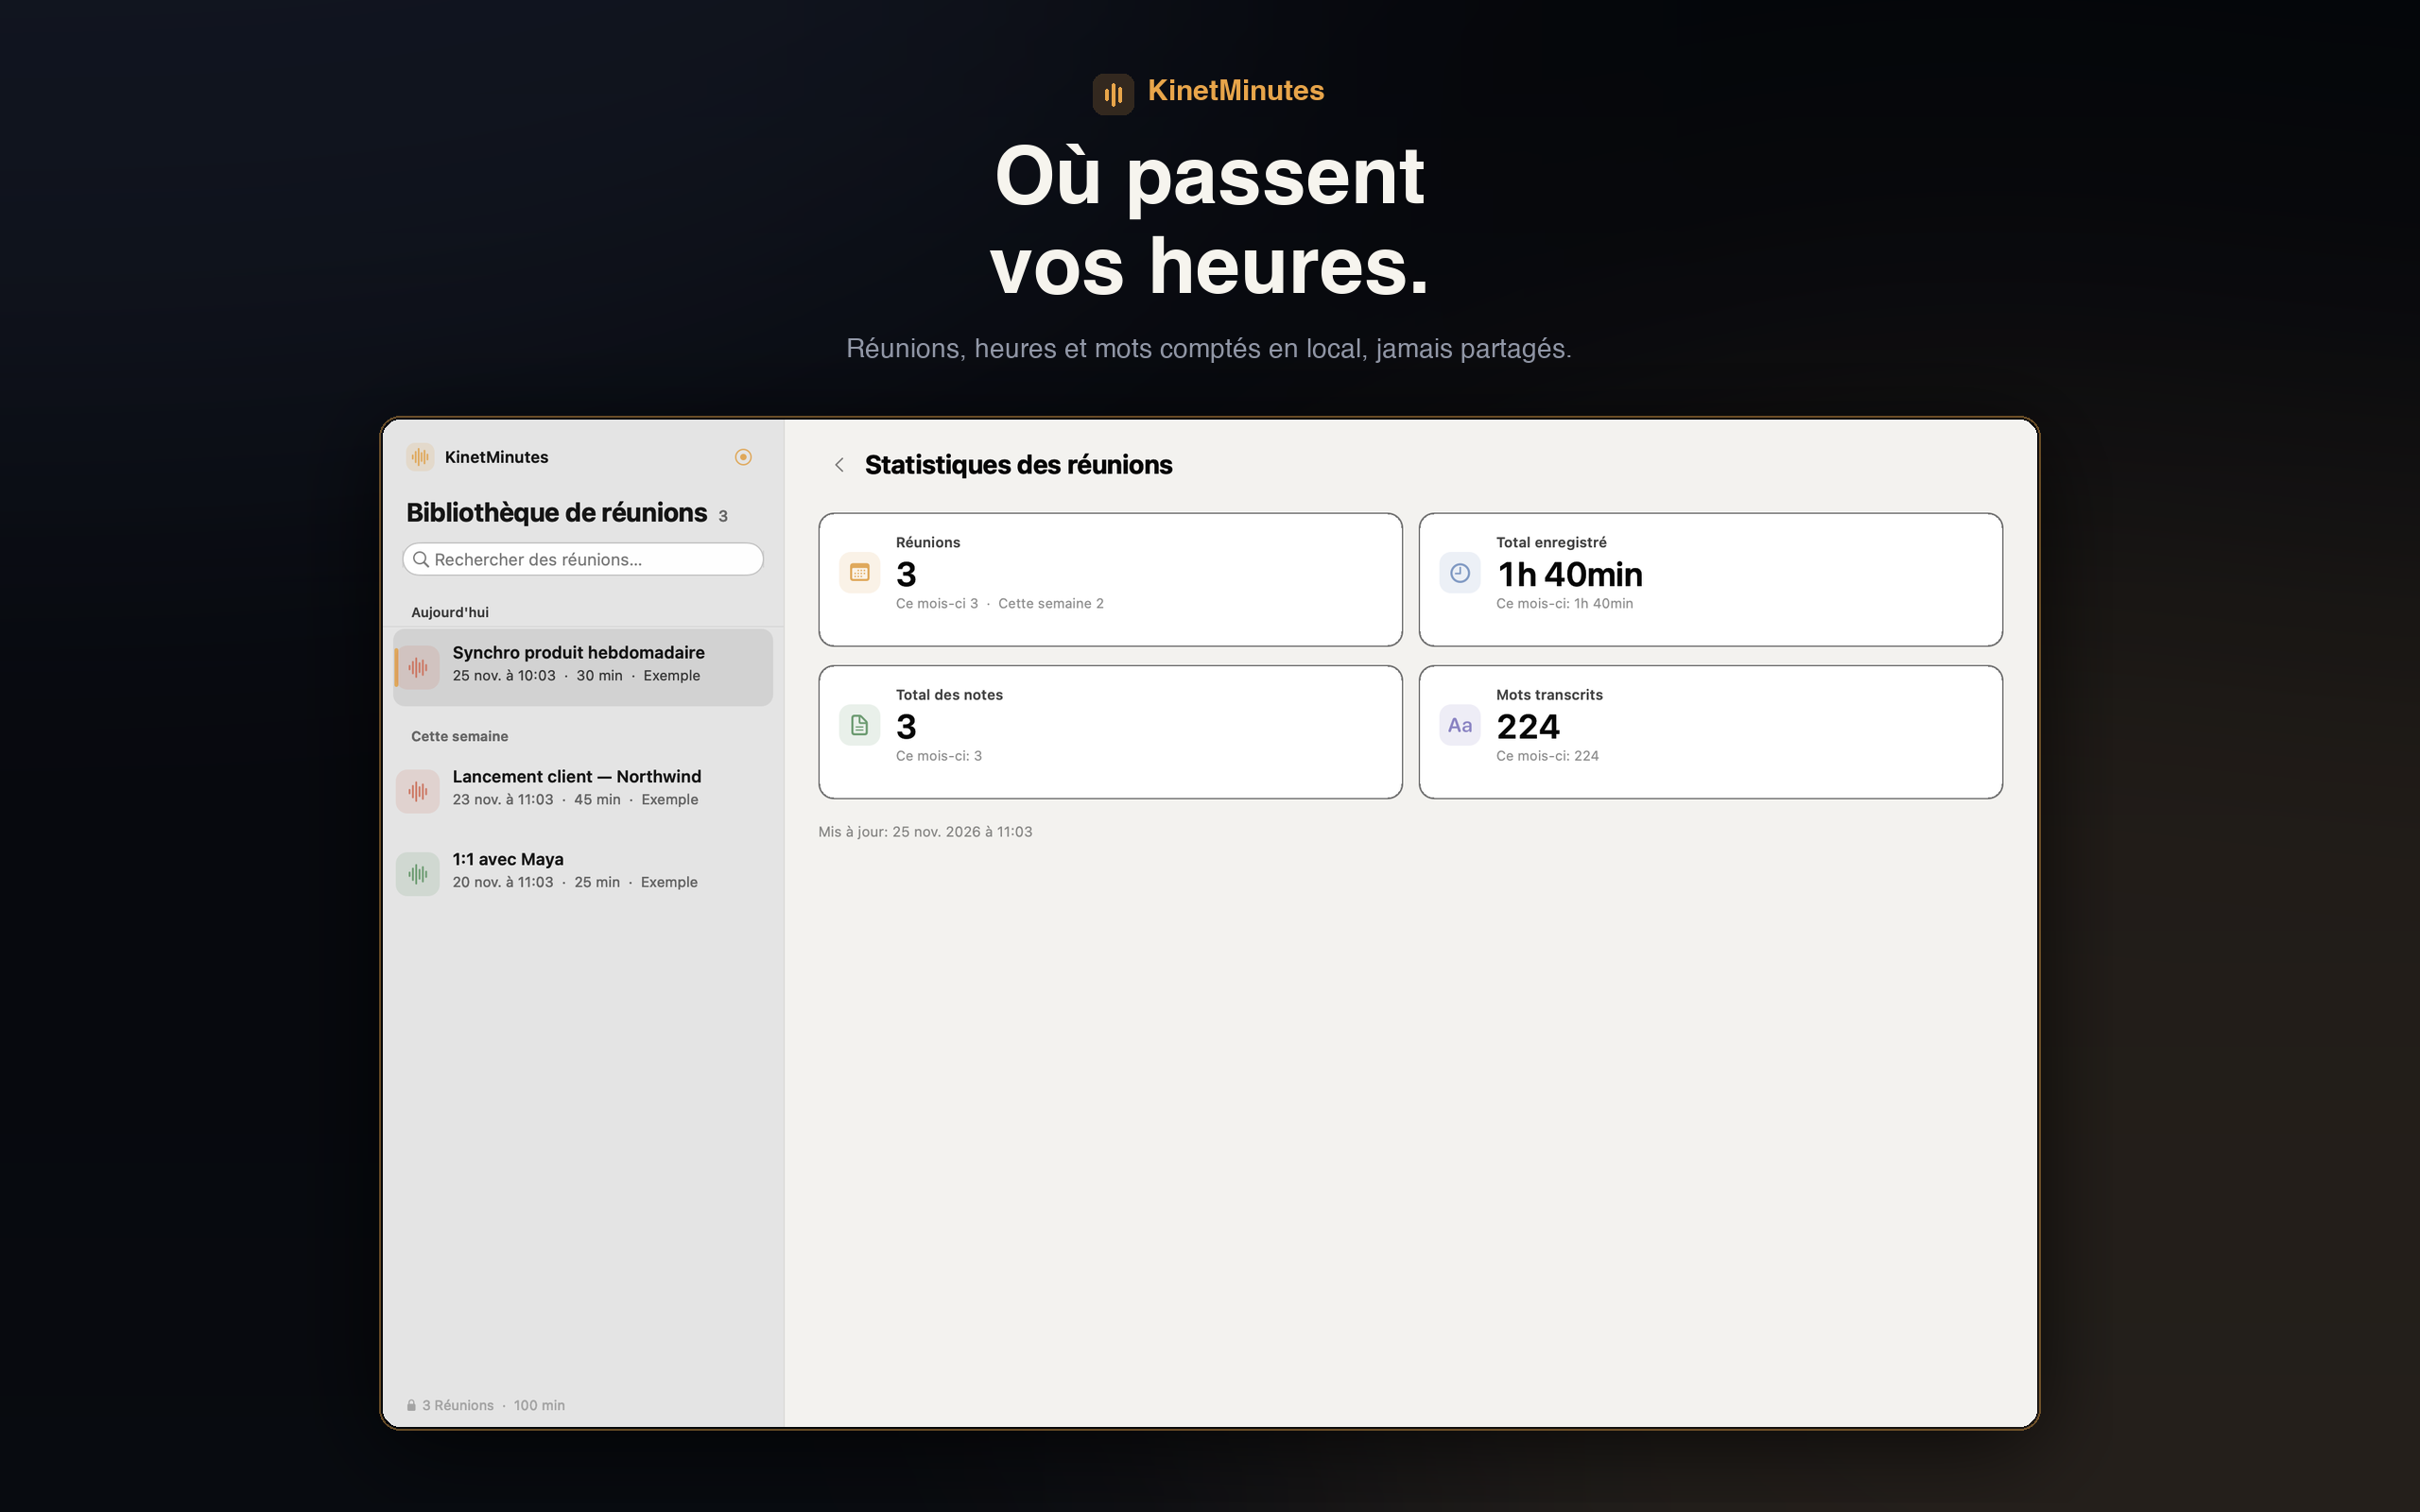 KinetMinutes
Où passent
vos heures.
Réunions, heures et mots comptés en local, jamais partagés.
KinetMinutes
Bibliothèque de réunions 3
Rechercher des réunions...
Aujourd'hui
Synchro produit hebdomadaire
25 nov. à 10:03 · 30 min · Exemple
Cette semaine
Lancement client — Northwind
23 nov. à 11:03 · 45 min · Exemple
1:1 avec Maya
20 nov. à 11:03 · 25 min · Exemple
3 Réunions · 100 min
Statistiques des réunions
Réunions
3
Ce mois-ci 3 · Cette semaine 2
Total enregistré
1h 40min
Ce mois-ci: 1h 40min
Total des notes
3
Ce mois-ci: 3
Aa
Mots transcrits
224
Ce mois-ci: 224
Mis à jour: 25 nov. 2026 à 11:03